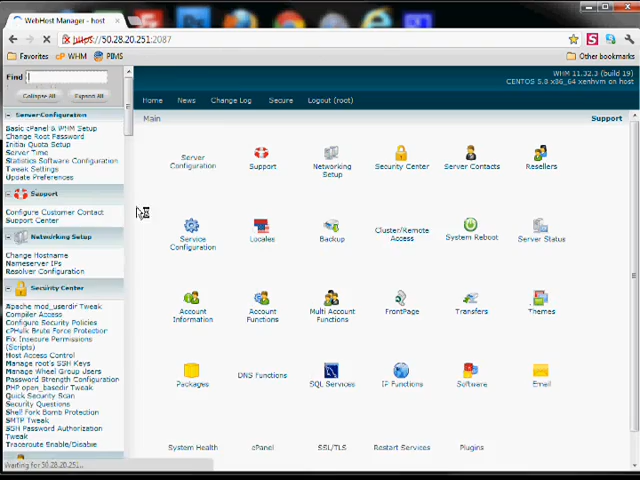 WebHost Manager - host
https://50.28.20.251:2087
Favorites
WHM
PIMS
Other bookmarks
WHM 11.32.3 (build 19)
CENTOS 5.8 x86_64 xenhvm on host
Find
Collapse All
Expand All
Home
News
Change Log
Secure
Logout (root)
Main
Support
Server Configuration
Basic cPanel & WHM Setup
Change Root Password
Initial Quota Setup
Server Time
Statistics Software Configuration
Tweak Settings
Update Preferences
Support
Configure Customer Contact
Support Center
Networking Setup
Change Hostname
Nameserver IPs
Resolver Configuration
Security Center
Apache mod_userdir Tweak
Compiler Access
Configure Security Policies
cPHulk Brute Force Protection
Fix Insecure Permissions
(Scripts)
Host Access Control
Manage root's SSH Keys
Manage Wheel Group Users
Password Strength Configuration
PHP open_basedir Tweak
Quick Security Scan
Security Questions
Shell Fork Bomb Protection
SMTP Tweak
SSH Password Authorization
Tweak
Traceroute Enable/Disable
Server
Configuration
Support
Networking
Setup
Security Center
Server Contacts
Resellers
Service
Configuration
Locales
Backup
Cluster/Remote
Access
System Reboot
Server Status
Account
Information
Account
Functions
Multi Account
Functions
FrontPage
Transfers
Themes
Packages
DNS Functions
SQL Services
IP Functions
Software
Email
System Health
cPanel
SSL/TLS
Restart Services
Plugins
Waiting for 50.28.20.251...